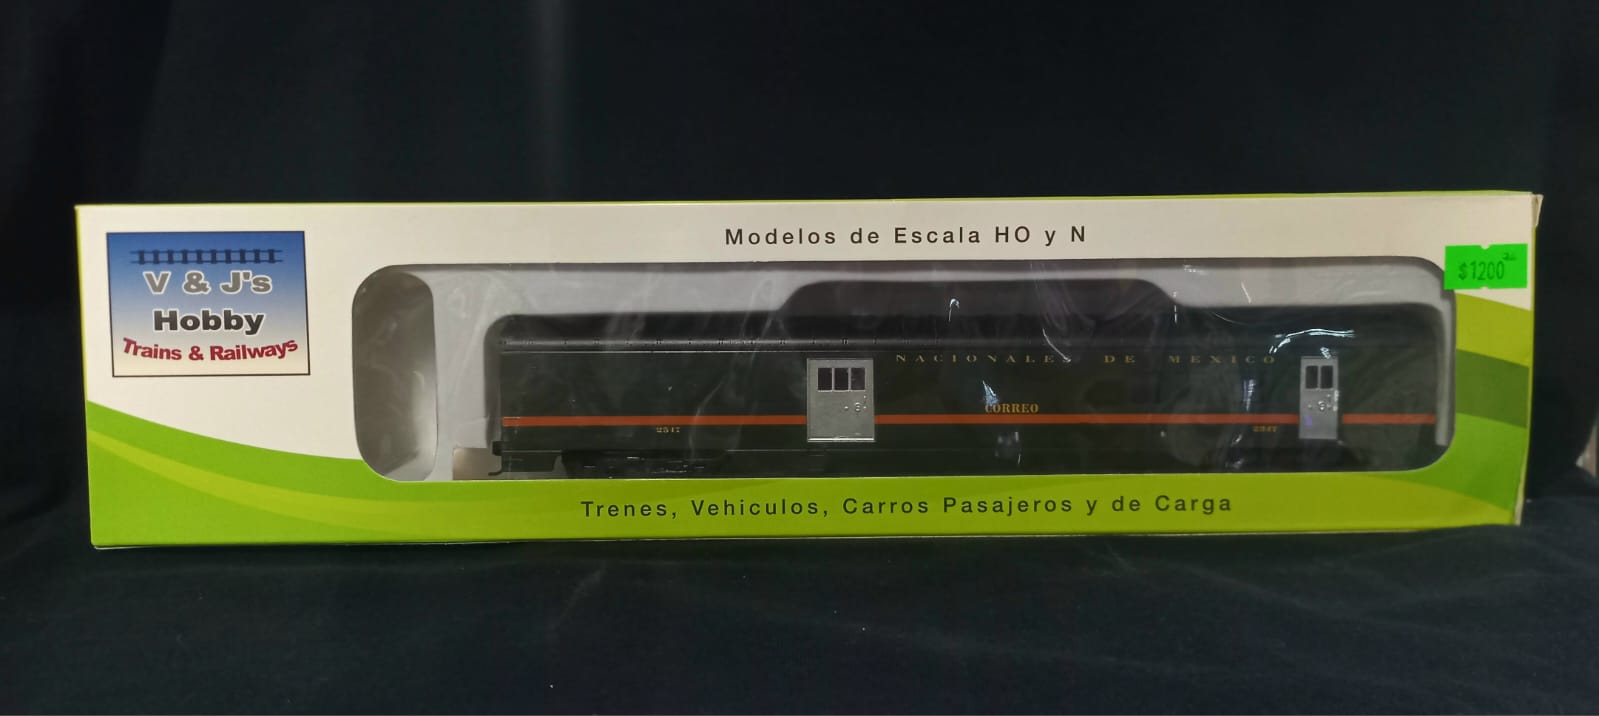 Modelos de Escala HO y N
V & J's
Hobby
Trains & Railways
$1200
NACIONALES DE MEXICO
CORREO
2547 2547
Trenes, Vehiculos, Carros Pasajeros y de Carga